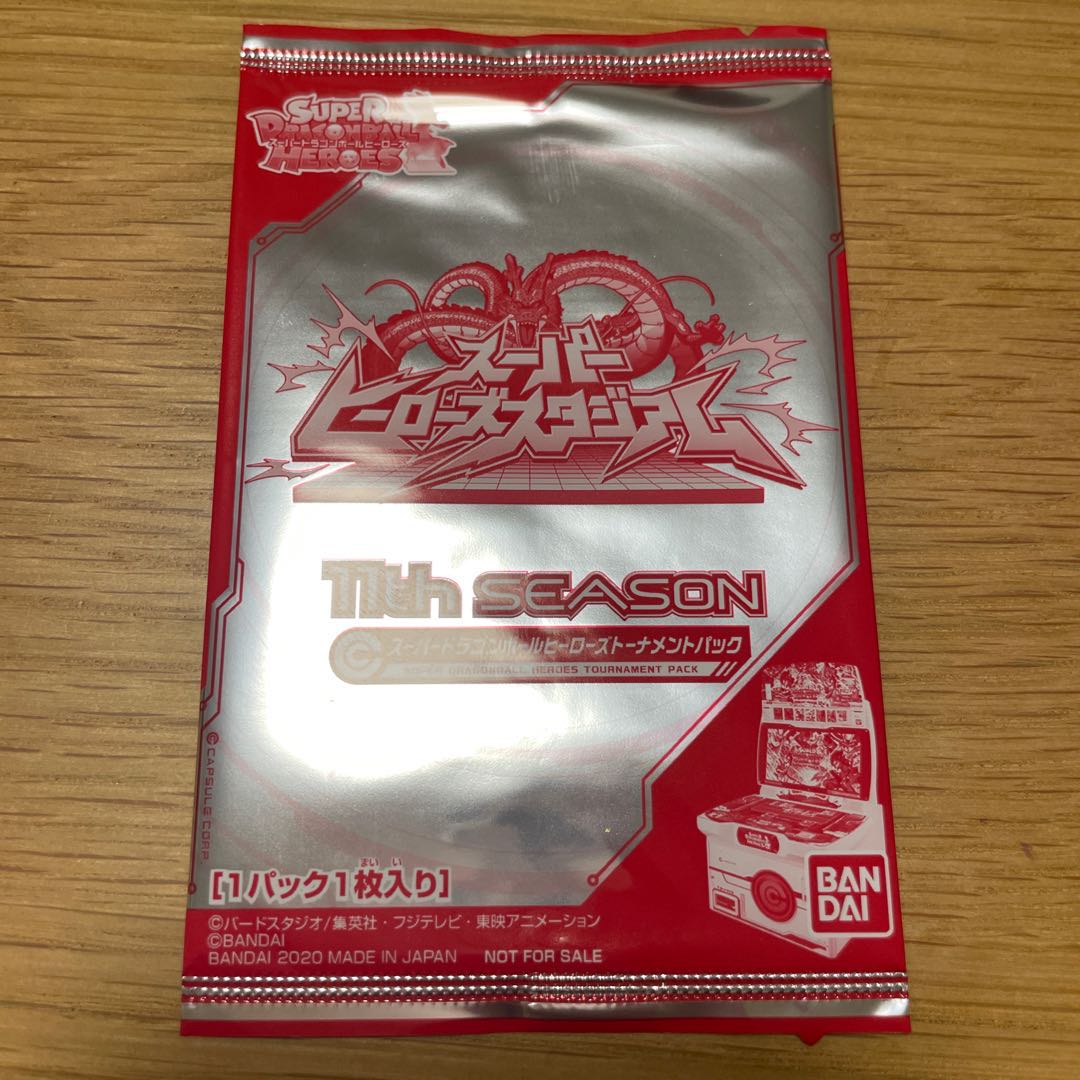 SUPER
DRAGONBALL
スーパードラゴンボールヒーローズ
HEROES
スーパー
ヒーローズスタジアム
11th SEASON
スーパードラゴンボールヒーローズトーナメントパック
SUPER DRAGONBALL HEROES TOURNAMENT PACK
©CAPSULE CORP.
まい い
[1パック1枚入り]
BAN
DAI
©バードスタジオ/集英社・フジテレビ・東映アニメーション
©BANDAI
BANDAI 2020 MADE IN JAPAN NOT FOR SALE